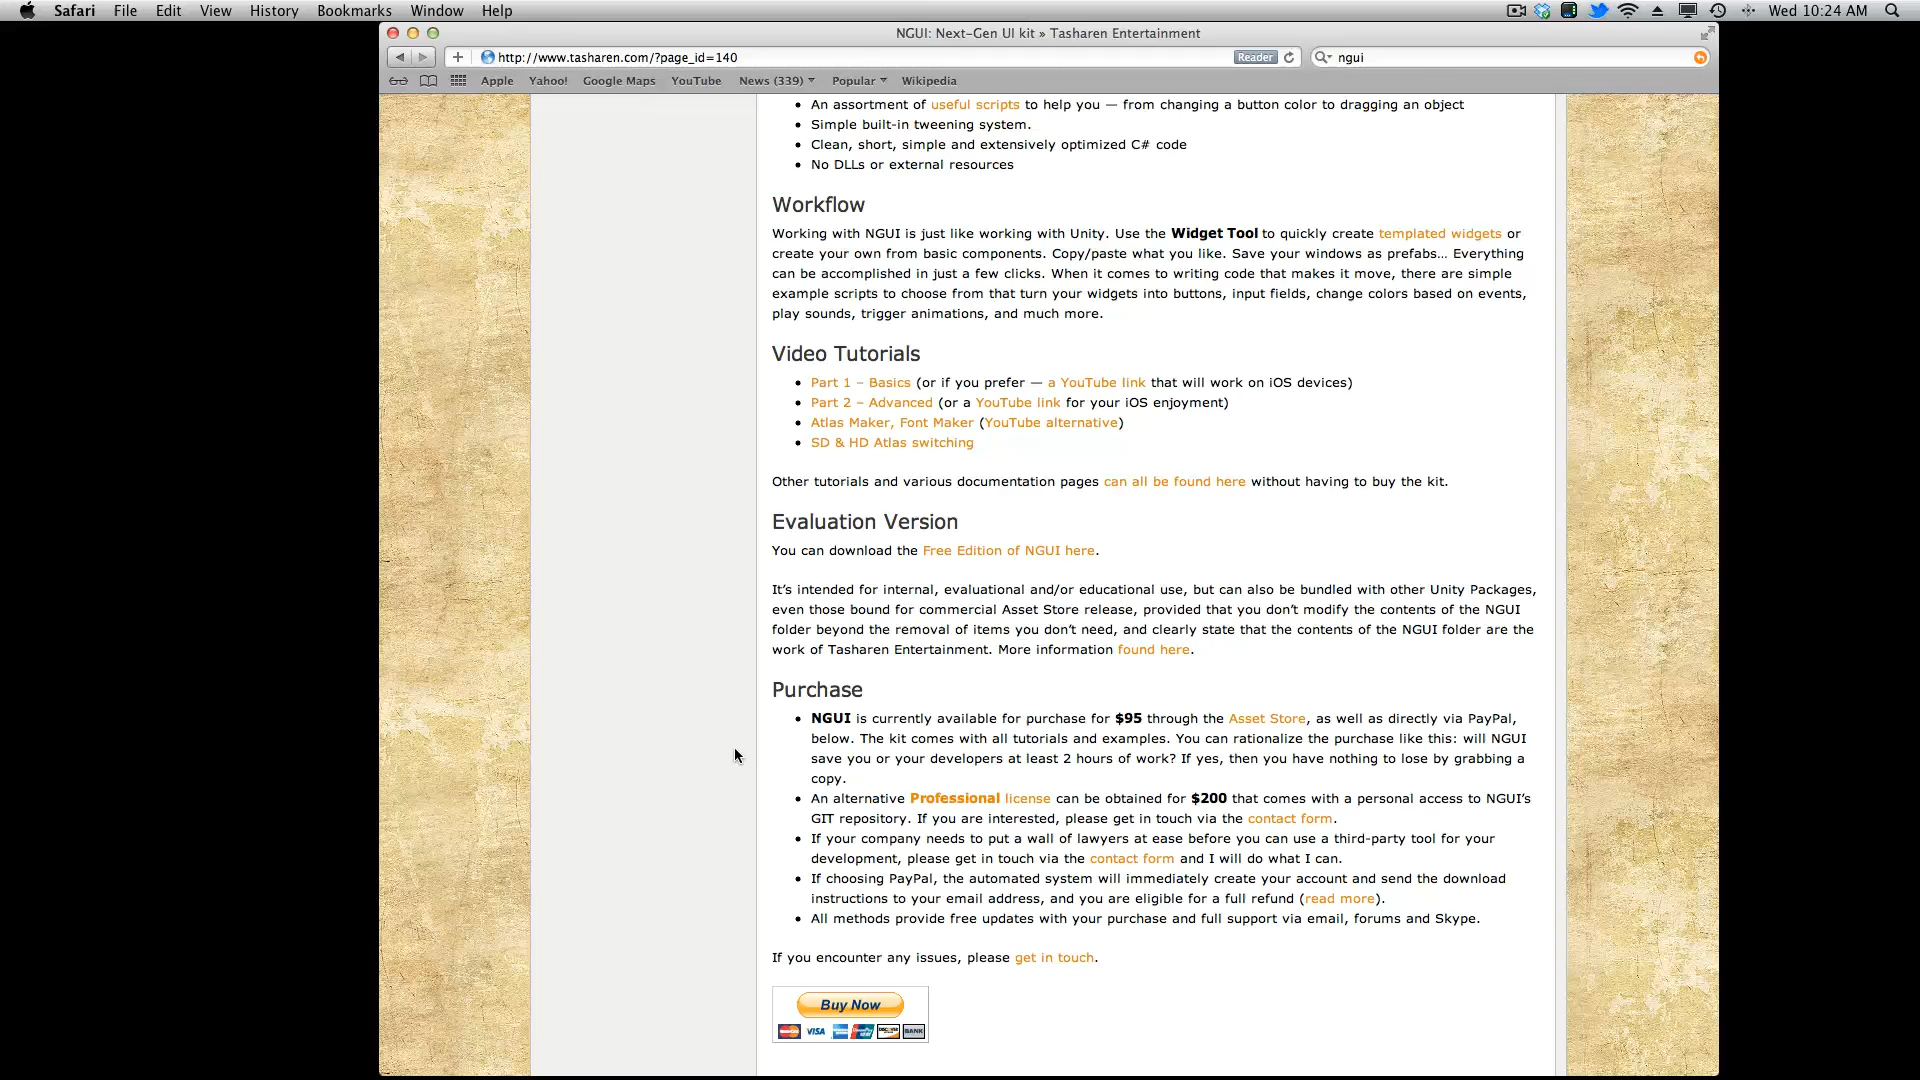 Safari File Edit View History Bookmarks Window Help Wed 10:24 AM
NGUI: Next-Gen UI kit » Tasharen Entertainment
http://www.tasharen.com/?page_id=140 Reader ngui
Apple Yahoo! Google Maps YouTube News (339) Popular Wikipedia
• An assortment of useful scripts to help you — from changing a button color to dragging an object
• Simple built-in tweening system.
• Clean, short, simple and extensively optimized C# code
• No DLLs or external resources
Workflow
Working with NGUI is just like working with Unity. Use the Widget Tool to quickly create templated widgets or
create your own from basic components. Copy/paste what you like. Save your windows as prefabs... Everything
can be accomplished in just a few clicks. When it comes to writing code that makes it move, there are simple
example scripts to choose from that turn your widgets into buttons, input fields, change colors based on events,
play sounds, trigger animations, and much more.
Video Tutorials
• Part 1 – Basics (or if you prefer — a YouTube link that will work on iOS devices)
• Part 2 – Advanced (or a YouTube link for your iOS enjoyment)
• Atlas Maker, Font Maker (YouTube alternative)
• SD & HD Atlas switching
Other tutorials and various documentation pages can all be found here without having to buy the kit.
Evaluation Version
You can download the Free Edition of NGUI here.
It’s intended for internal, evaluational and/or educational use, but can also be bundled with other Unity Packages,
even those bound for commercial Asset Store release, provided that you don’t modify the contents of the NGUI
folder beyond the removal of items you don’t need, and clearly state that the contents of the NGUI folder are the
work of Tasharen Entertainment. More information found here.
Purchase
• NGUI is currently available for purchase for $95 through the Asset Store, as well as directly via PayPal,
below. The kit comes with all tutorials and examples. You can rationalize the purchase like this: will NGUI
save you or your developers at least 2 hours of work? If yes, then you have nothing to lose by grabbing a
copy.
• An alternative Professional license can be obtained for $200 that comes with a personal access to NGUI’s
GIT repository. If you are interested, please get in touch via the contact form.
• If your company needs to put a wall of lawyers at ease before you can use a third-party tool for your
development, please get in touch via the contact form and I will do what I can.
• If choosing PayPal, the automated system will immediately create your account and send the download
instructions to your email address, and you are eligible for a full refund (read more).
• All methods provide free updates with your purchase and full support via email, forums and Skype.
If you encounter any issues, please get in touch.
Buy Now
VISA BANK